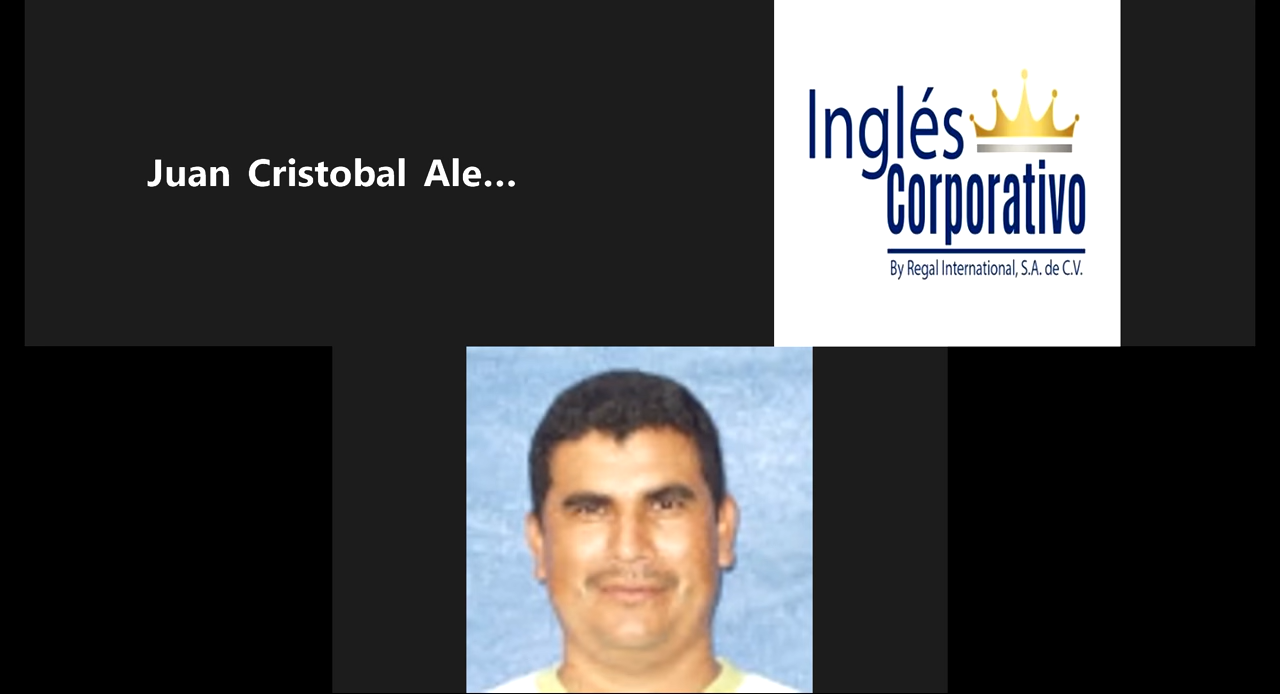 Juan Cristobal Ale...
Inglés
Corporativo
By Regal International, S.A. de C.V.